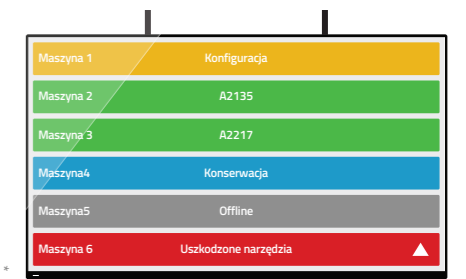 Maszyna 1 Konfiguracja
Maszyna 2 A2135
Maszyna 3 A2217
Maszyna4 Konserwacja
Maszyna5 Offline
Maszyna 6 Uszkodzone narzędzia
*